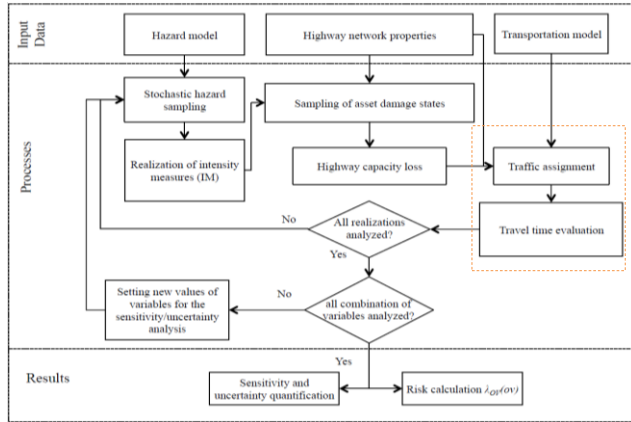 Input
Data
Hazard model
Highway network properties
Transportation model
Processes
Stochastic hazard
sampling
Sampling of asset damage states
Realization of intensity
measures (IM)
Highway capacity loss
Traffic assignment
No
All realizations
analyzed?
Travel time evaluation
Yes
Setting new values of
variables for the
sensitivity/uncertainty
analysis
No
all combination of
variables analyzed?
Results
Yes
Sensitivity and
uncertainty quantification
Risk calculation λOS(ov)